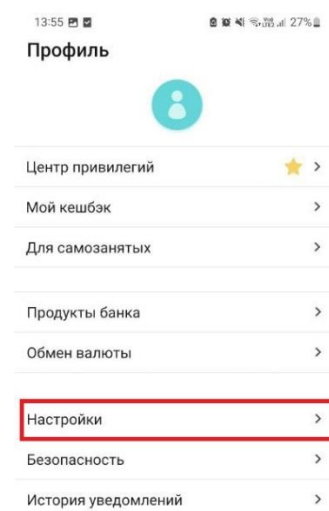 13:55
27%
Профиль
Центр привилегий
Мой кешбэк
Для самозанятых
Продукты банка
Обмен валюты
Настройки
Безопасность
История уведомлений